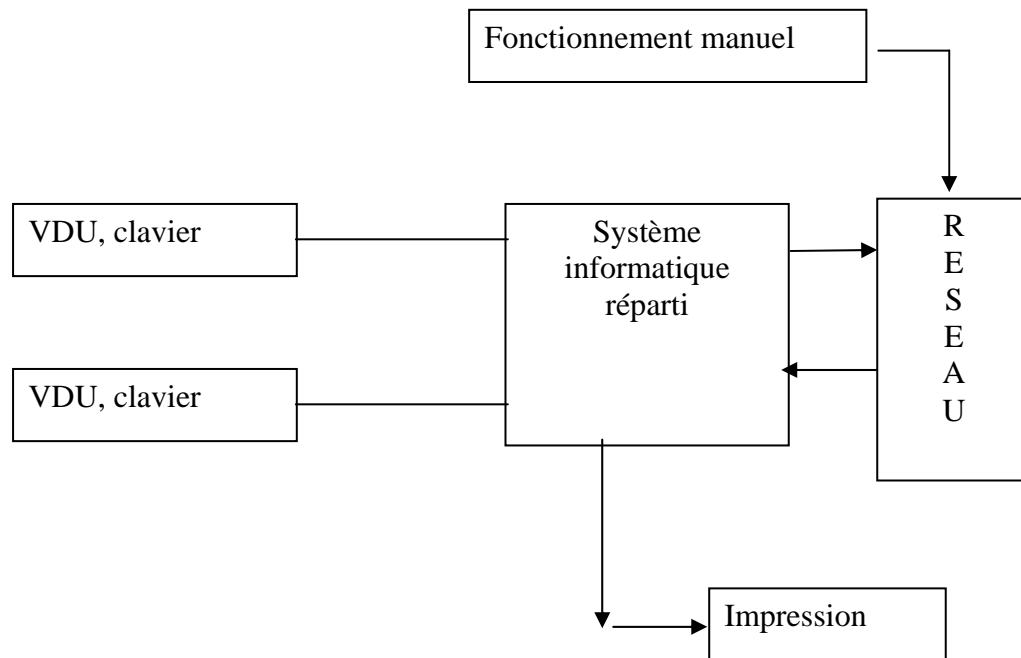 Fonctionnement manuel
VDU, clavier
Système
informatique
réparti
R
E
S
E
A
U
VDU, clavier
Impression